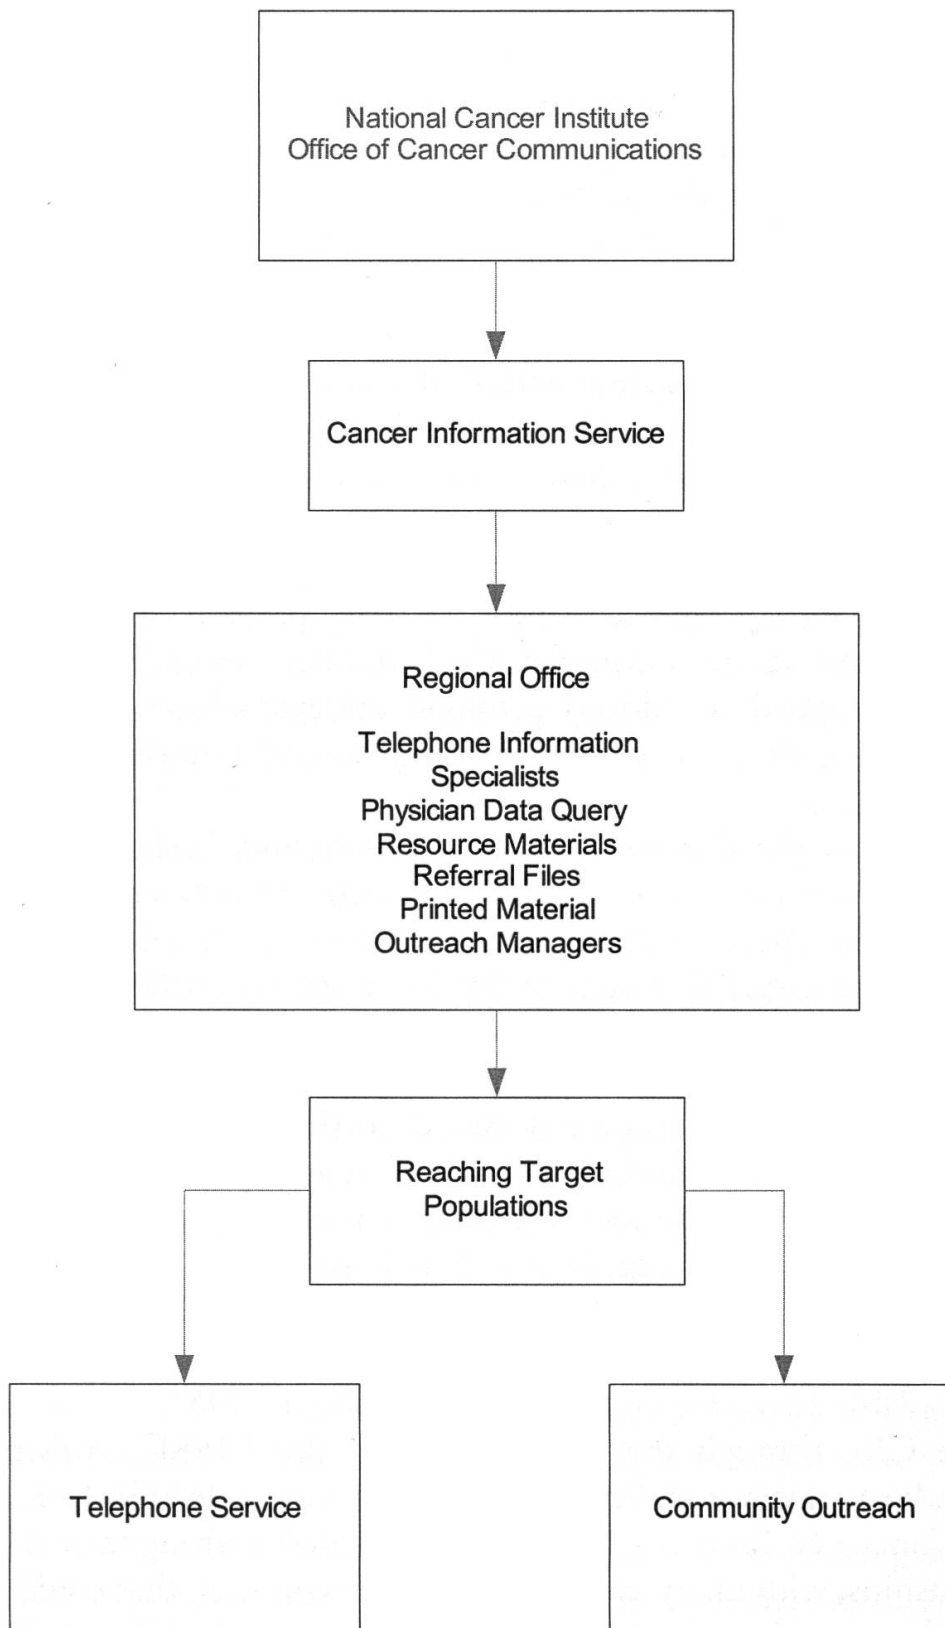 National Cancer Institute
Office of Cancer Communications
Cancer Information Service
Regional Office
Telephone Information
Specialists
Physician Data Query
Resource Materials
Referral Files
Printed Material
Outreach Managers
Reaching Target
Populations
Telephone Service
Community Outreach